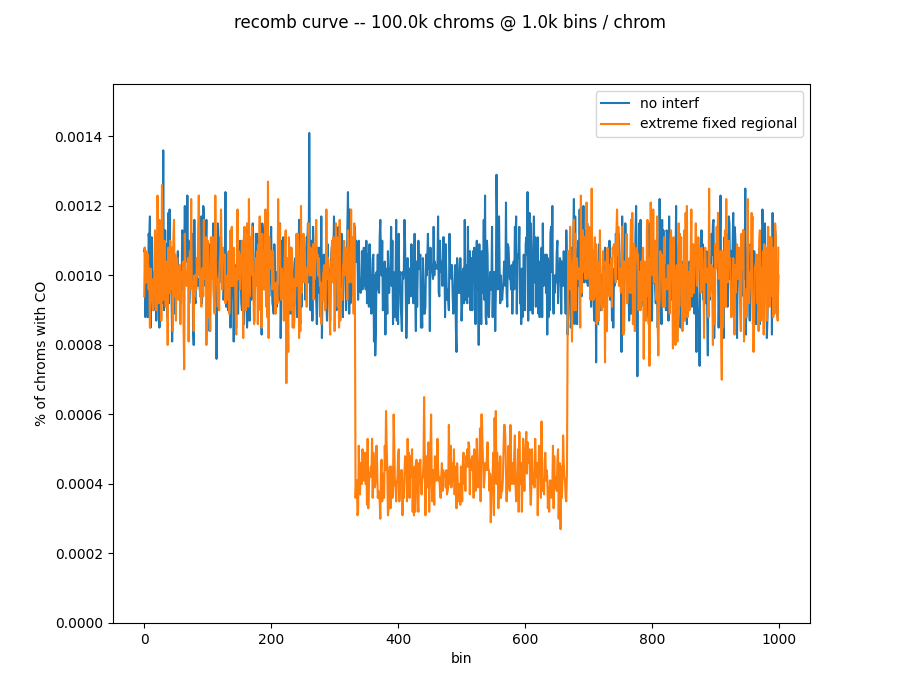 recomb curve -- 100.0k chroms @ 1.0k bins / chrom
no interf
extreme fixed regional
% of chroms with CO
0.0014
0.0012
0.0010
0.0008
0.0006
0.0004
0.0002
0.0000
0 200 400 600 800 1000
bin